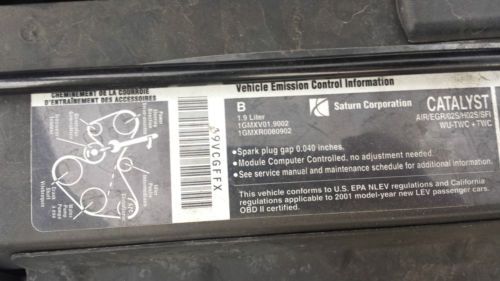 CHEMINEMENT DE LA COURROIE
D'ENTRAÎNEMENT DES ACCESSOIRES
A9VCGFFX
Vehicle Emission Control Information
B
1.9 Liter
1GMXV01.9002
1GMXR0080902
Saturn Corporation
CATALYST
AIR/EGR/O2S/HO2S/SFI
WU-TWC + TWC
•Spark plug gap 0.040 inches.
•Module Computer Controlled. no adjustment needed.
•See service manual and maintenance schedule for additional information.
This vehicle conforms to U.S. EPA NLEV regulations and California
regulations applicable to 2001 model-year new LEV passenger cars.
OBD II certified.